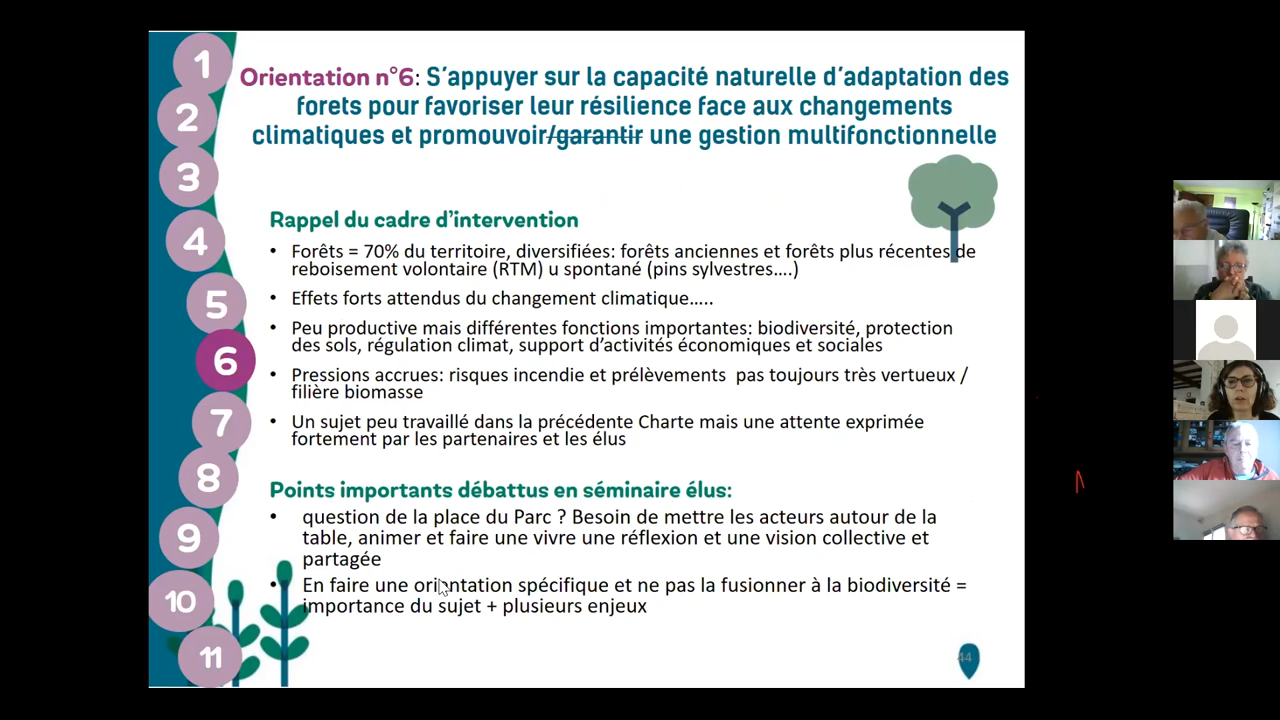 1
2
3
4
5
6
7
8
9
10
11
Orientation n°6: S'appuyer sur la capacité naturelle d'adaptation des
forets pour favoriser leur résilience face aux changements
climatiques et promouvoir/garantir une gestion multifonctionnelle
Rappel du cadre d'intervention
• Forêts = 70% du territoire, diversifiées: forêts anciennes et forêts plus récentes de
reboisement volontaire (RTM) u spontané (pins sylvestres....)
• Effets forts attendus du changement climatique.....
• Peu productive mais différentes fonctions importantes: biodiversité, protection
des sols, régulation climat, support d'activités économiques et sociales
• Pressions accrues: risques incendie et prélèvements pas toujours très vertueux /
filière biomasse
• Un sujet peu travaillé dans la précédente Charte mais une attente exprimée
fortement par les partenaires et les élus
Points importants débattus en séminaire élus:
• question de la place du Parc ? Besoin de mettre les acteurs autour de la
table, animer et faire une vivre une réflexion et une vision collective et
partagée
• En faire une orientation spécifique et ne pas la fusionner à la biodiversité =
importance du sujet + plusieurs enjeux
44